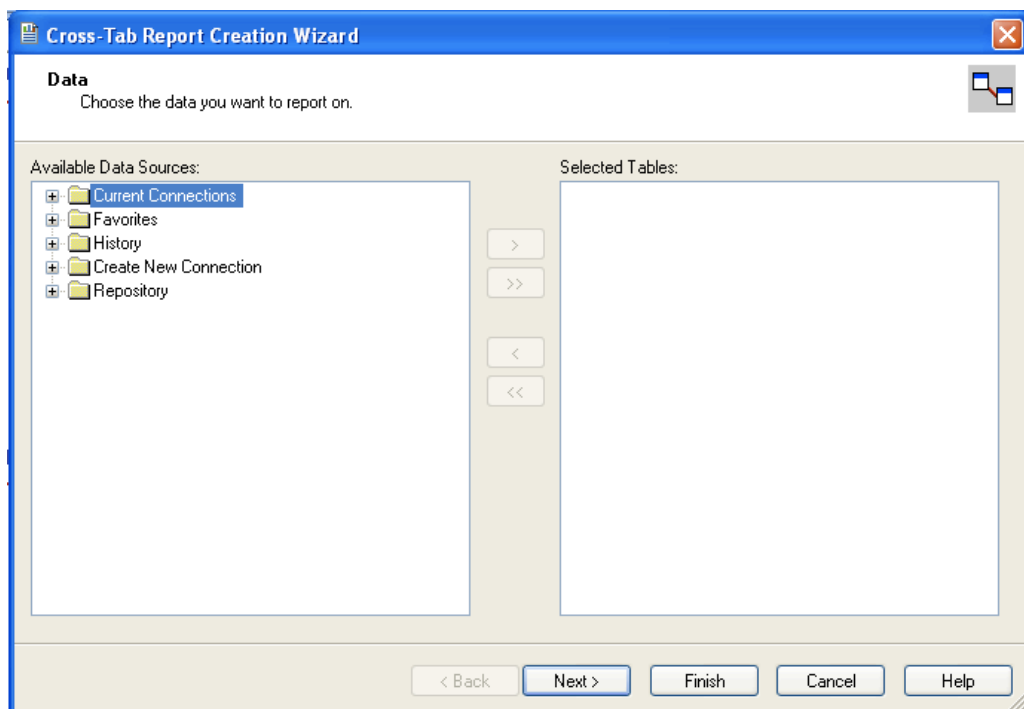 Cross-Tab Report Creation Wizard
Data
Choose the data you want to report on.
Available Data Sources:
Selected Tables:
Current Connections
Favorites
History
Create New Connection
Repository
>
>>
<
<<
< Back
Next >
Finish
Cancel
Help